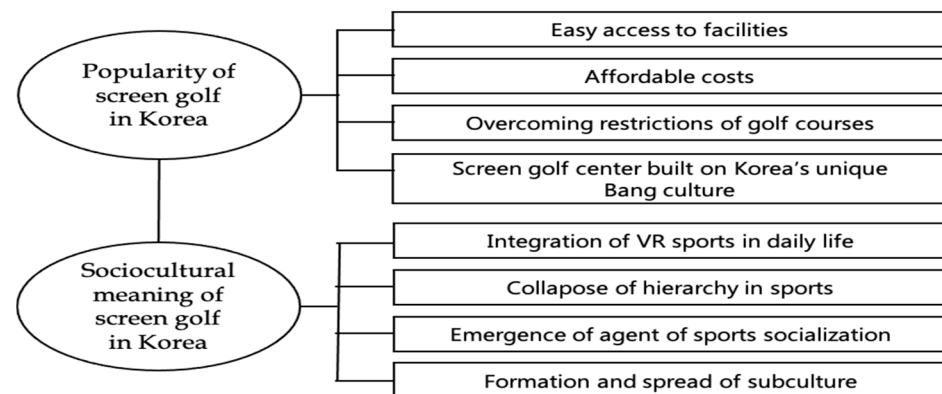 Popularity of
screen golf
in Korea
Easy access to facilities
Affordable costs
Overcoming restrictions of golf courses
Screen golf center built on Korea's unique
Bang culture
Sociocultural
meaning of
screen golf
in Korea
Integration of VR sports in daily life
Collapose of hierarchy in sports
Emergence of agent of sports socialization
Formation and spread of subculture